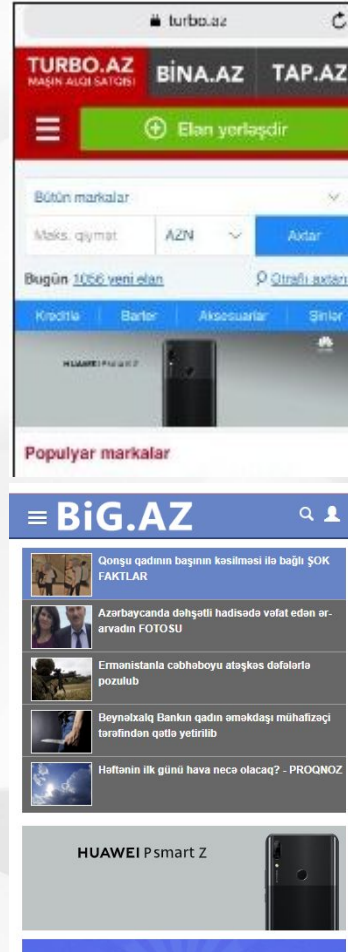 turbo.az
TURBO.AZ
MAŞIN ALQI SATQISI
BİNA.AZ
TAP.AZ
Elan yerləşdir
Bütün markalar
Maks. qiymət
AZN
Axtar
Bugün 1056 yeni elan
Ətraflı axtarış
Kreditlə
Barter
Aksesuarlar
Şinlər
HUAWEI Psmart Z
Populyar markalar
BiG.AZ
Qonşu qadının başının kəsilməsi ilə bağlı ŞOK
FAKTLAR
Azərbaycanda dəhşətli hadisədə vəfat edən ər-
arvadın FOTOSU
Ermənistanla cəbhəboyu atəşkəs dəfələrlə
pozulub
Beynəlxalq Bankın qadın əməkdaşı mühafizəçi
tərəfindən qətlə yetirilib
Həftənin ilk günü hava necə olacaq? - PROQNOZ
HUAWEI Psmart Z